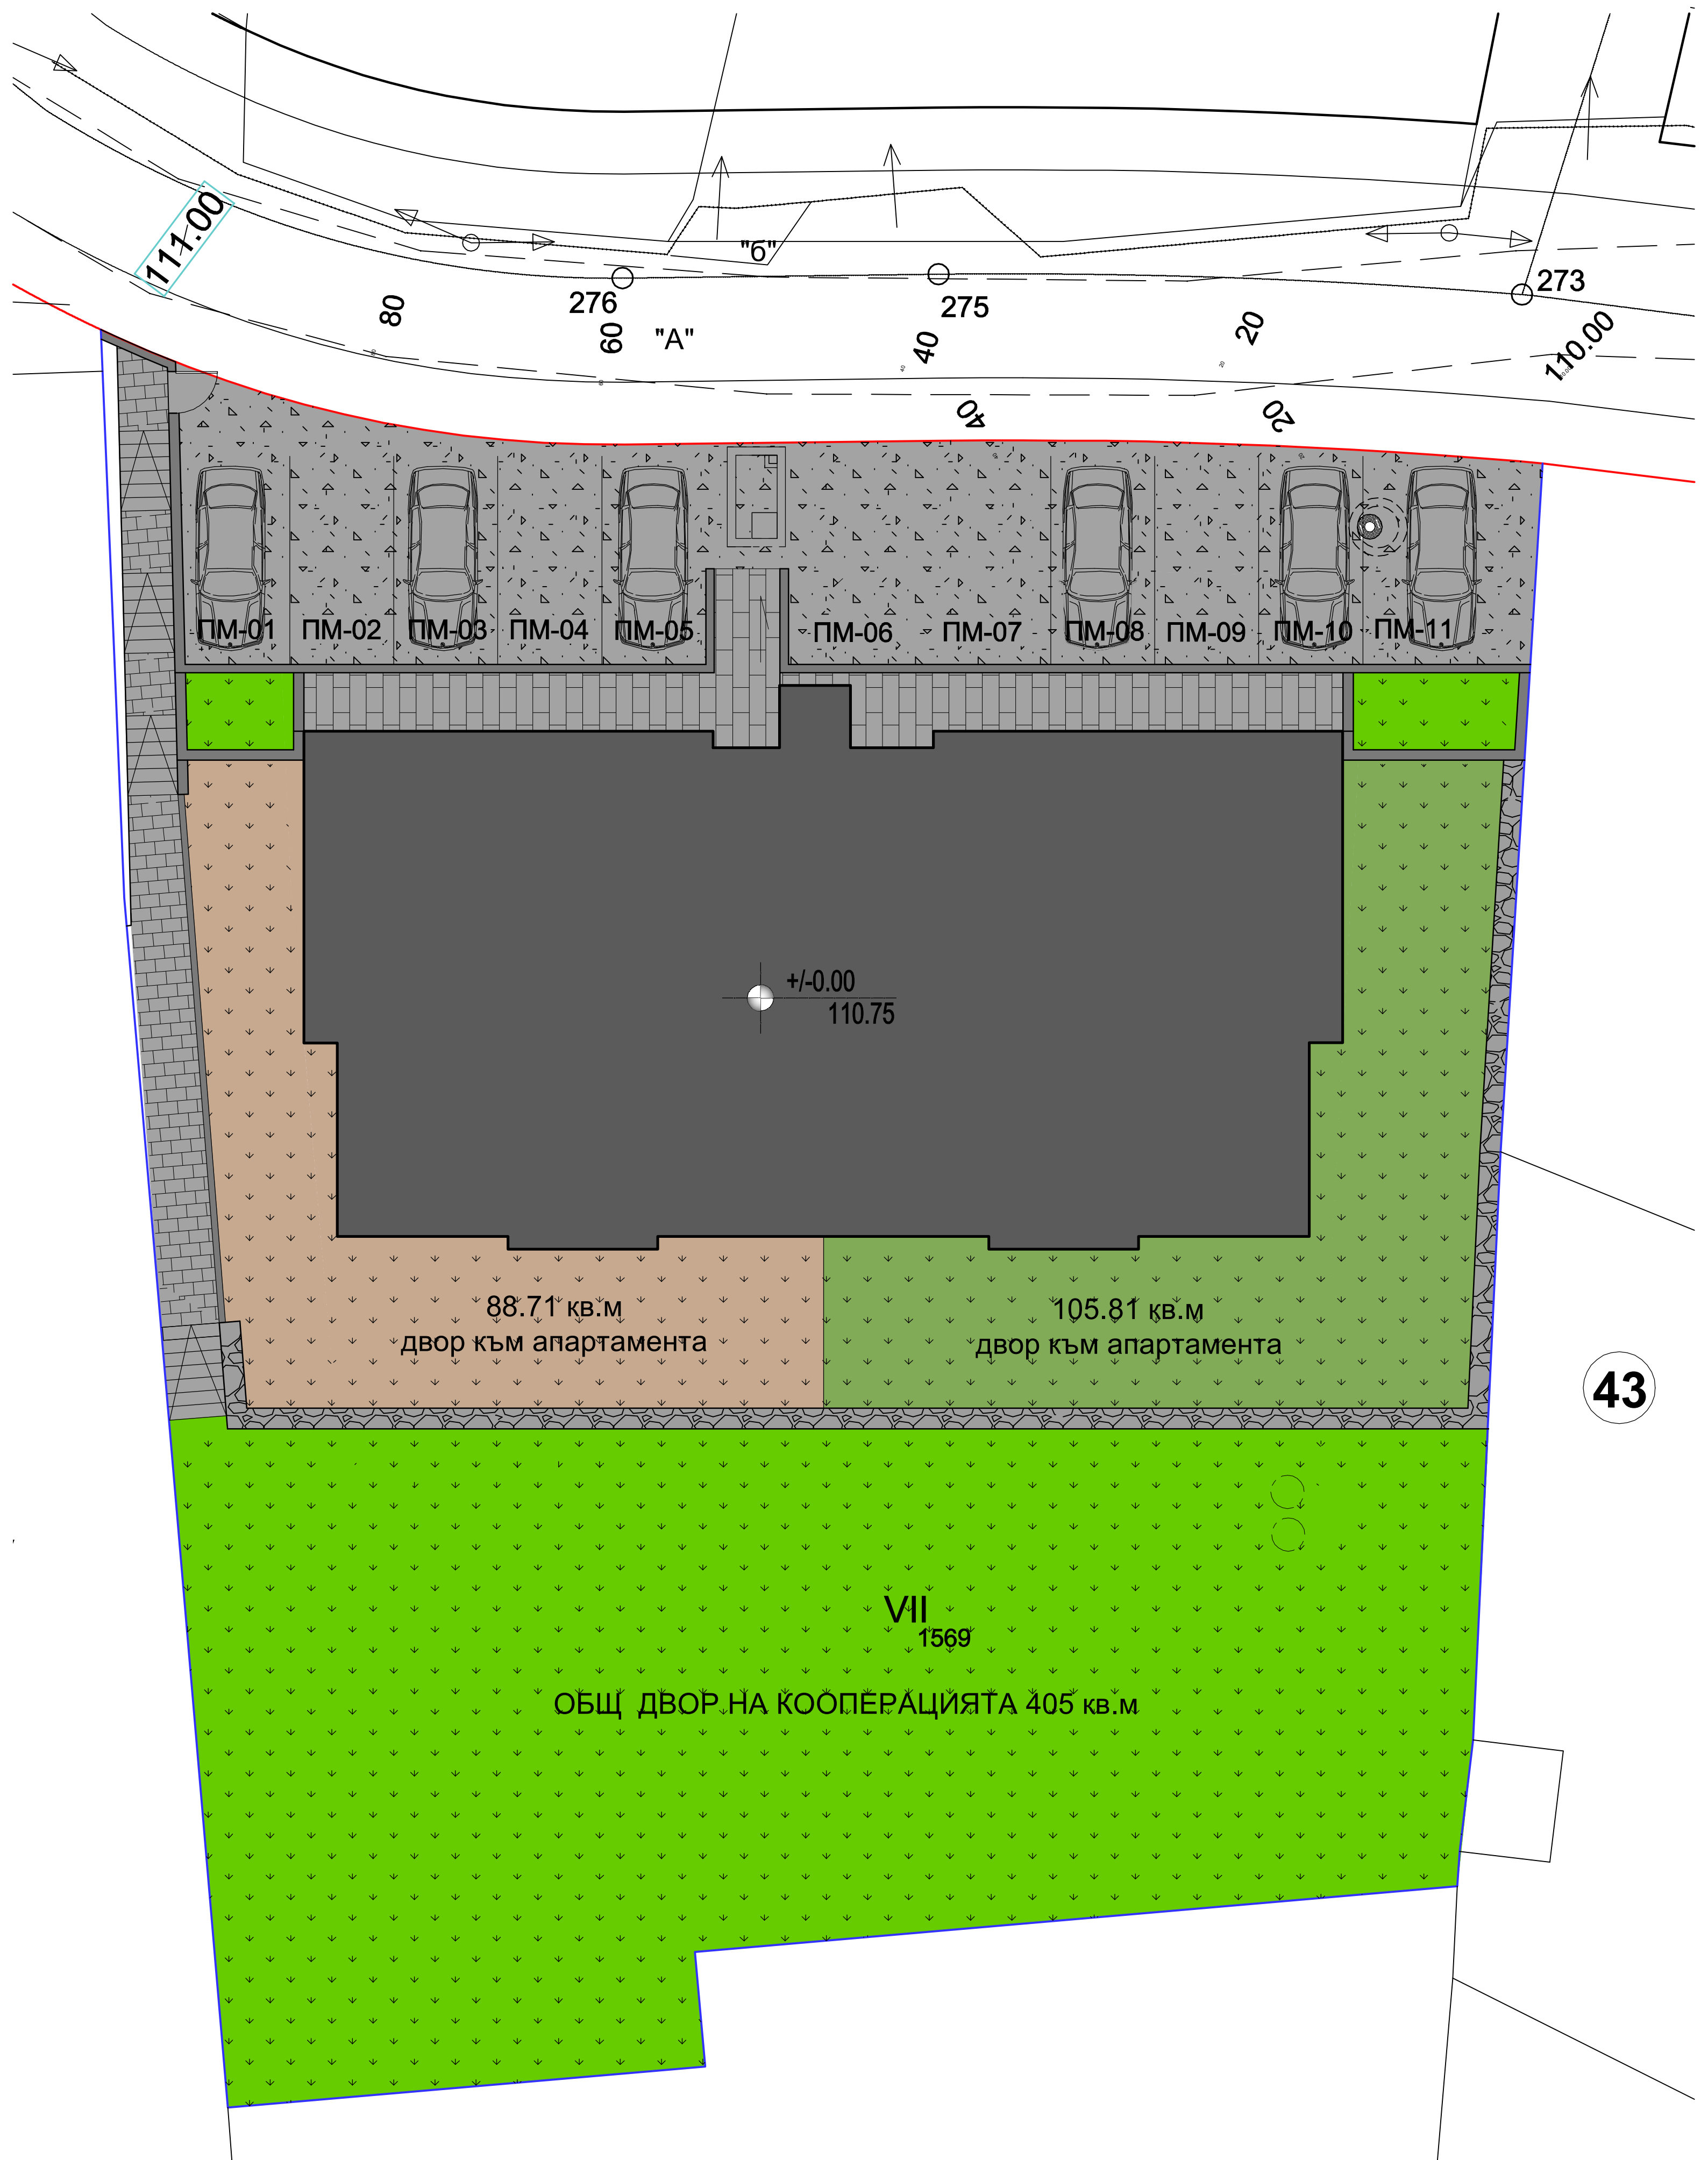 111.00
"б"
276
275
273
80
60
"А"
40
20
110.00
40
20
ПМ-01
ПМ-02
ПМ-03
ПМ-04
ПМ-05
ПМ-06
ПМ-07
ПМ-08
ПМ-09
ПМ-10
ПМ-11
+/-0.00
110.75
88.71 кв.м
двор към апартамента
105.81 кв.м
двор към апартамента
43
VII
1569
ОБЩ ДВОР НА КООПЕРАЦИЯТА 405 кв.м